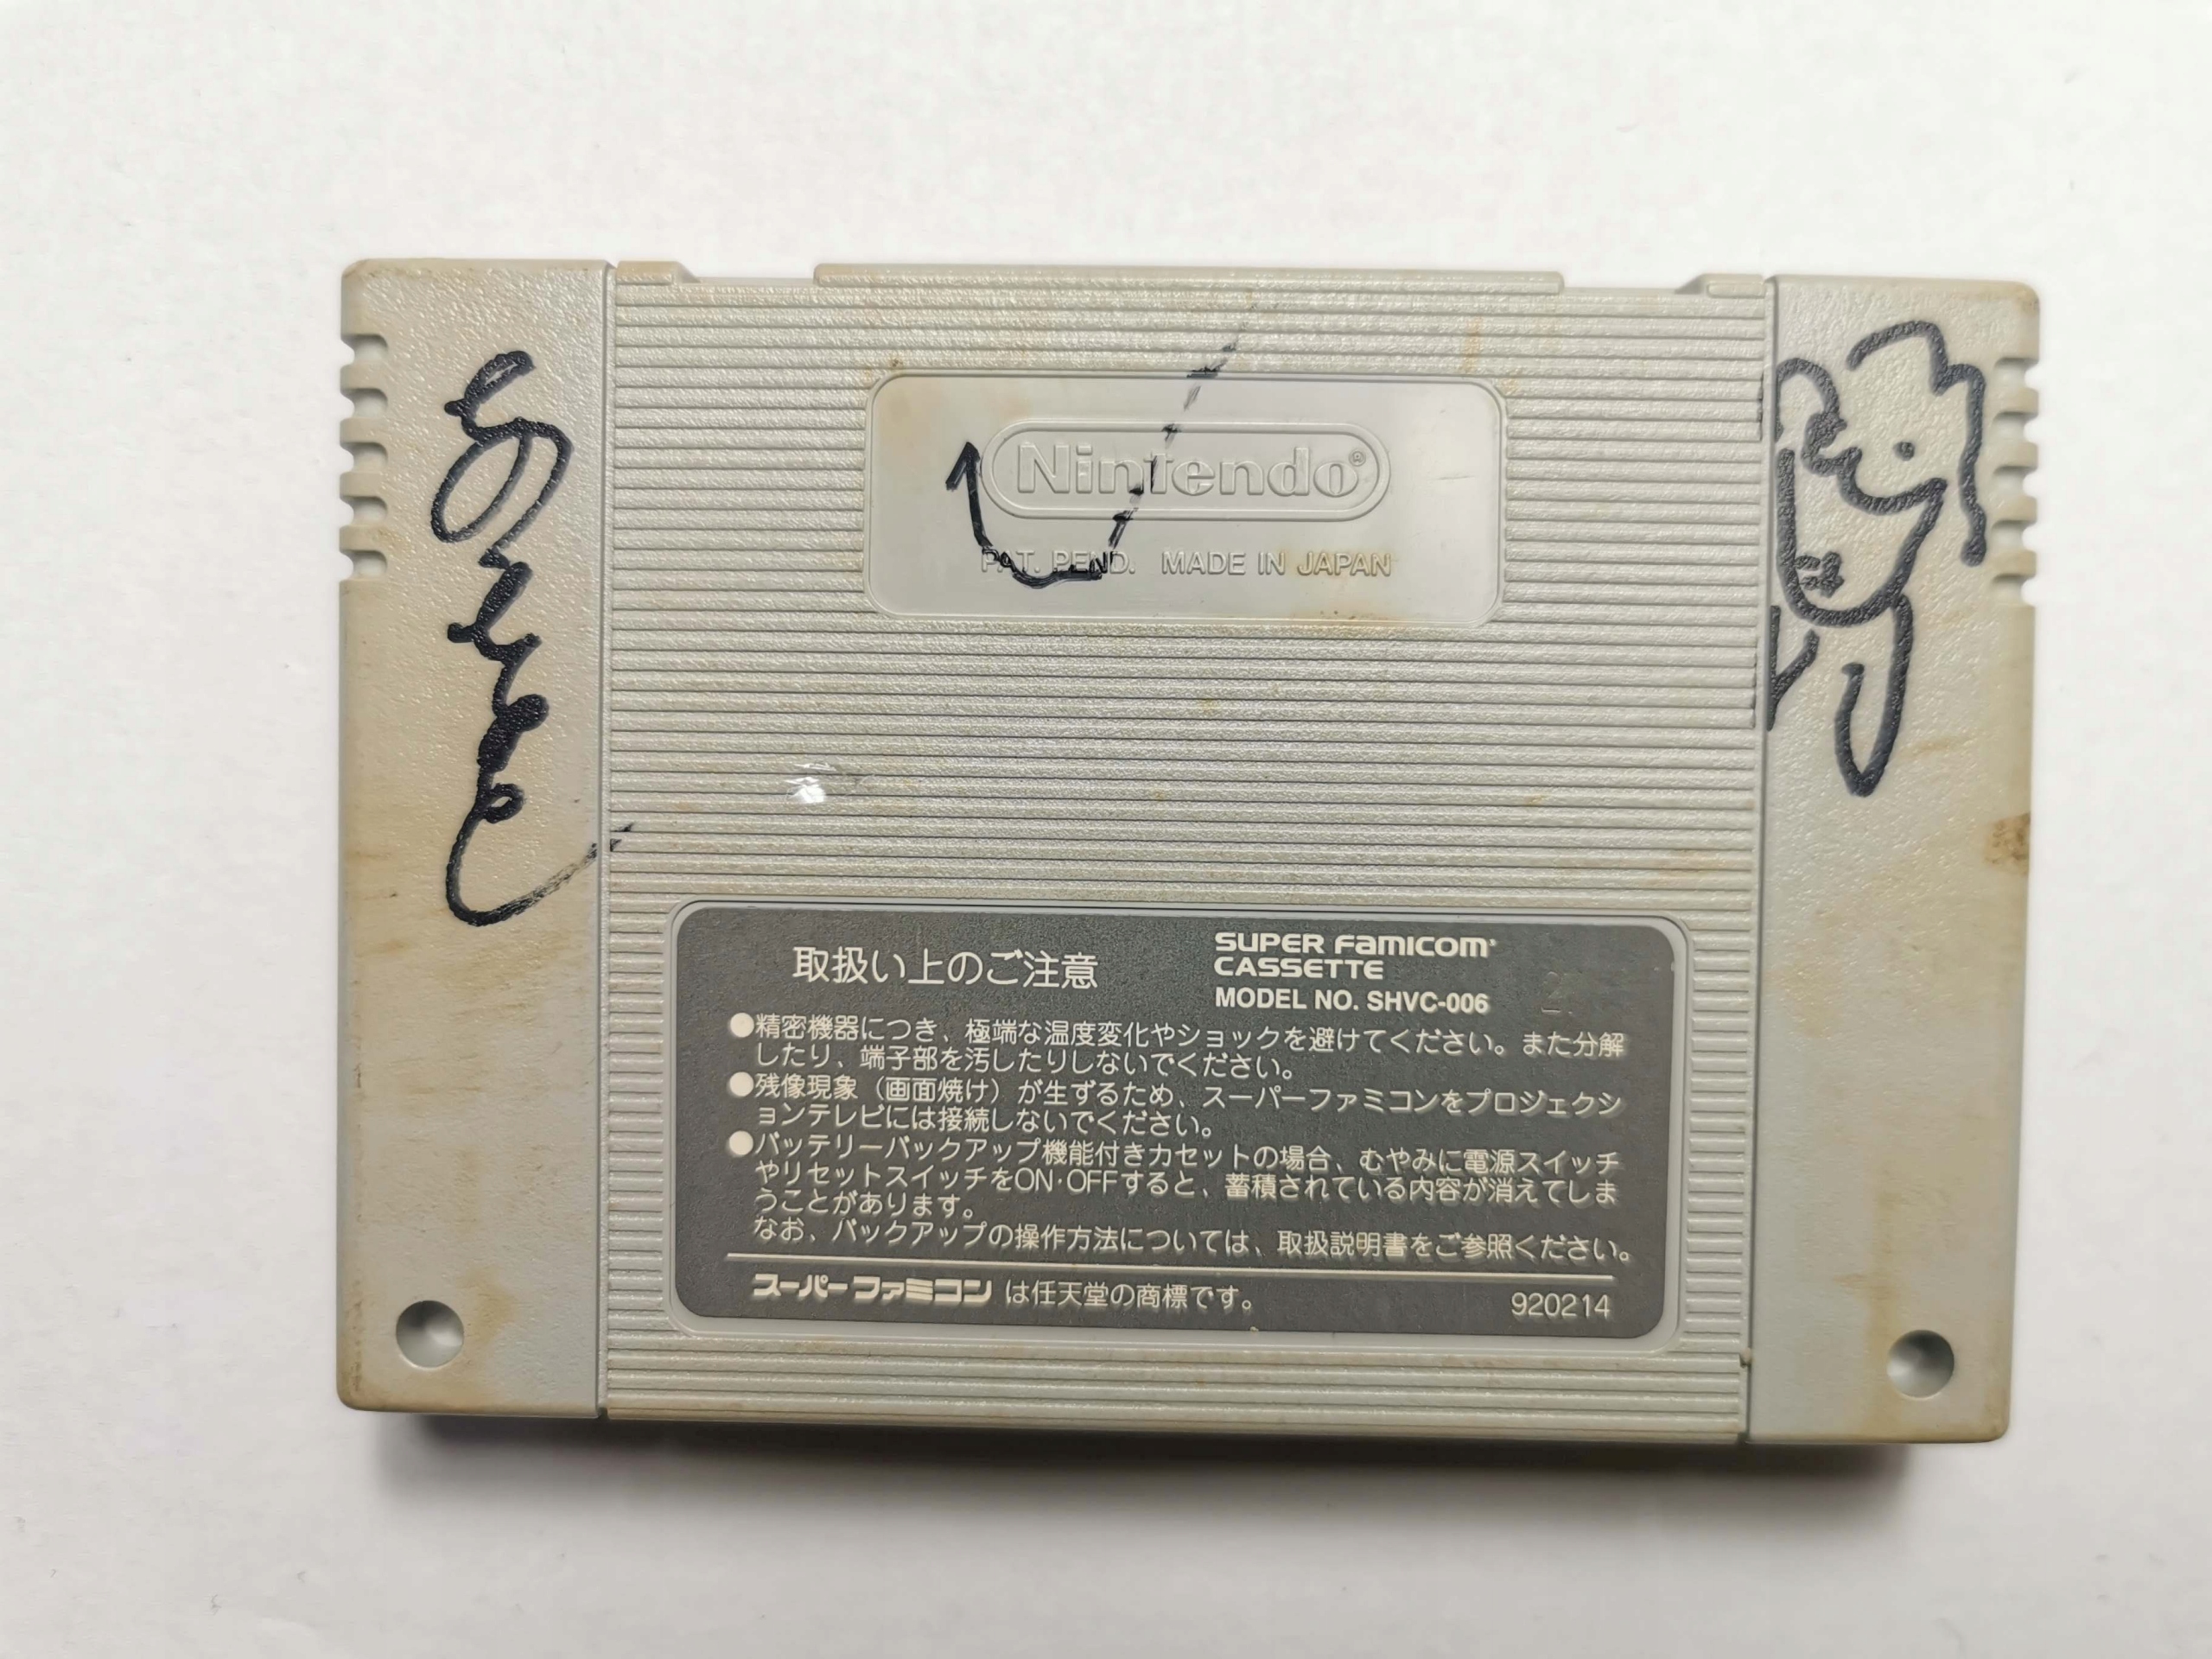 Nintendo®
PAT. PEND. MADE IN JAPAN
取扱い上のご注意
SUPER FAMICOM
CASSETTE
MODEL NO. SHVC-006
●精密機器につき、極端な温度変化やショックを避けてください。また分解
したり、端子部を汚したりしないでください。
●残像現象（画面焼け）が生ずるため、スーパーファミコンをプロジェクシ
ョンテレビには接続しないでください。
●バッテリーバックアップ機能付きカセットの場合、むやみに電源スイッチ
やリセットスイッチをON·OFFすると、蓄積されている内容が消えてしま
うことがあります。
なお、バックアップの操作方法については、取扱説明書をご参照ください。
スーパーファミコン は任天堂の商標です。
920214